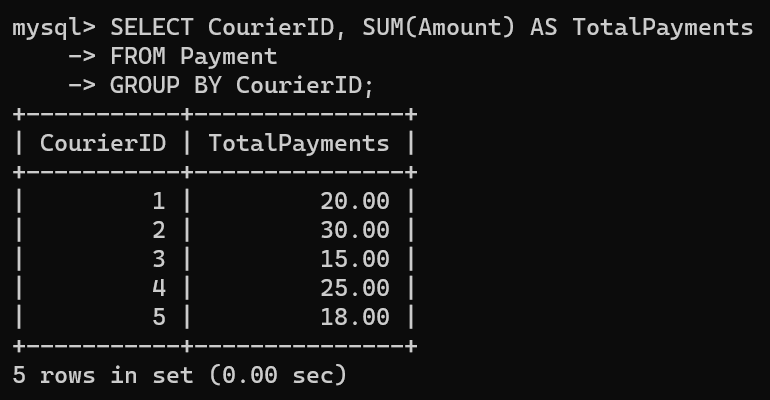 mysql> SELECT CourierID, SUM(Amount) AS TotalPayments
    -> FROM Payment
    -> GROUP BY CourierID;
+-----------+---------------+
| CourierID | TotalPayments |
+-----------+---------------+
|         1 |         20.00 |
|         2 |         30.00 |
|         3 |         15.00 |
|         4 |         25.00 |
|         5 |         18.00 |
+-----------+---------------+
5 rows in set (0.00 sec)